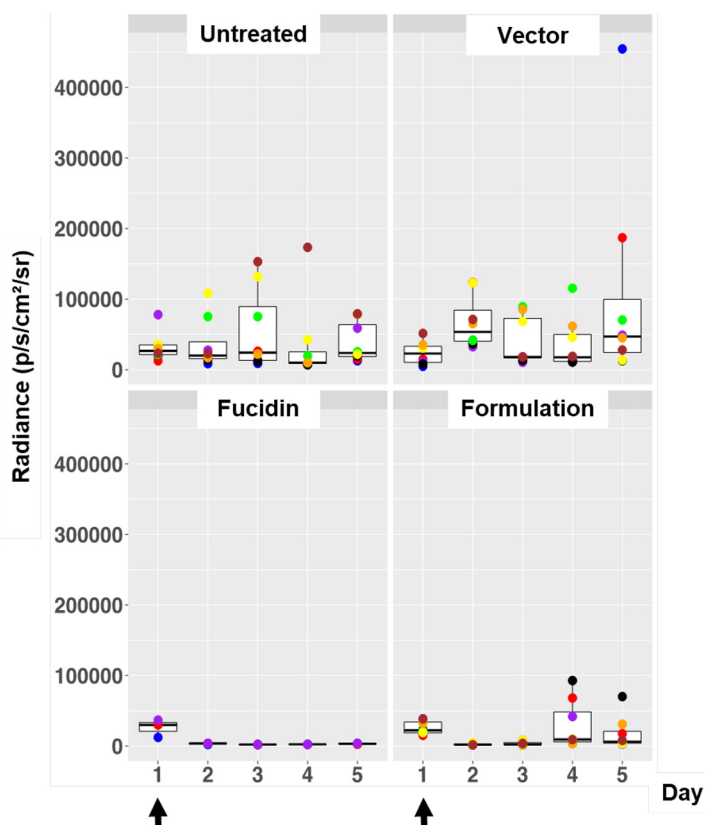 Untreated
Vector
400000
300000
200000
100000
0
Radiance (p/s/cm²/sr)
Fucidin
Formulation
400000
300000
200000
100000
0
1 2 3 4 5
1 2 3 4 5
Day